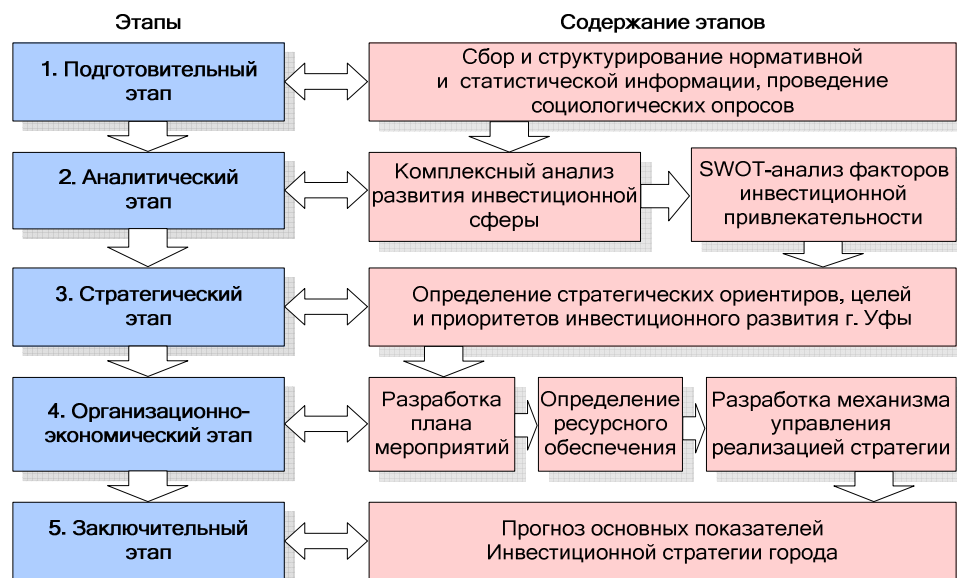 Этапы
Содержание этапов
1. Подготовительный
этап
Сбор и структурирование нормативной
и статистической информации, проведение
социологических опросов
2. Аналитический
этап
Комплексный анализ
развития инвестиционной
сферы
SWOT-анализ факторов
инвестиционной
привлекательности
3. Стратегический
этап
Определение стратегических ориентиров, целей
и приоритетов инвестиционного развития г. Уфы
4. Организационно-
экономический этап
Разработка
плана
мероприятий
Определение
ресурсного
обеспечения
Разработка механизма
управления
реализацией стратегии
5. Заключительный
этап
Прогноз основных показателей
Инвестиционной стратегии города